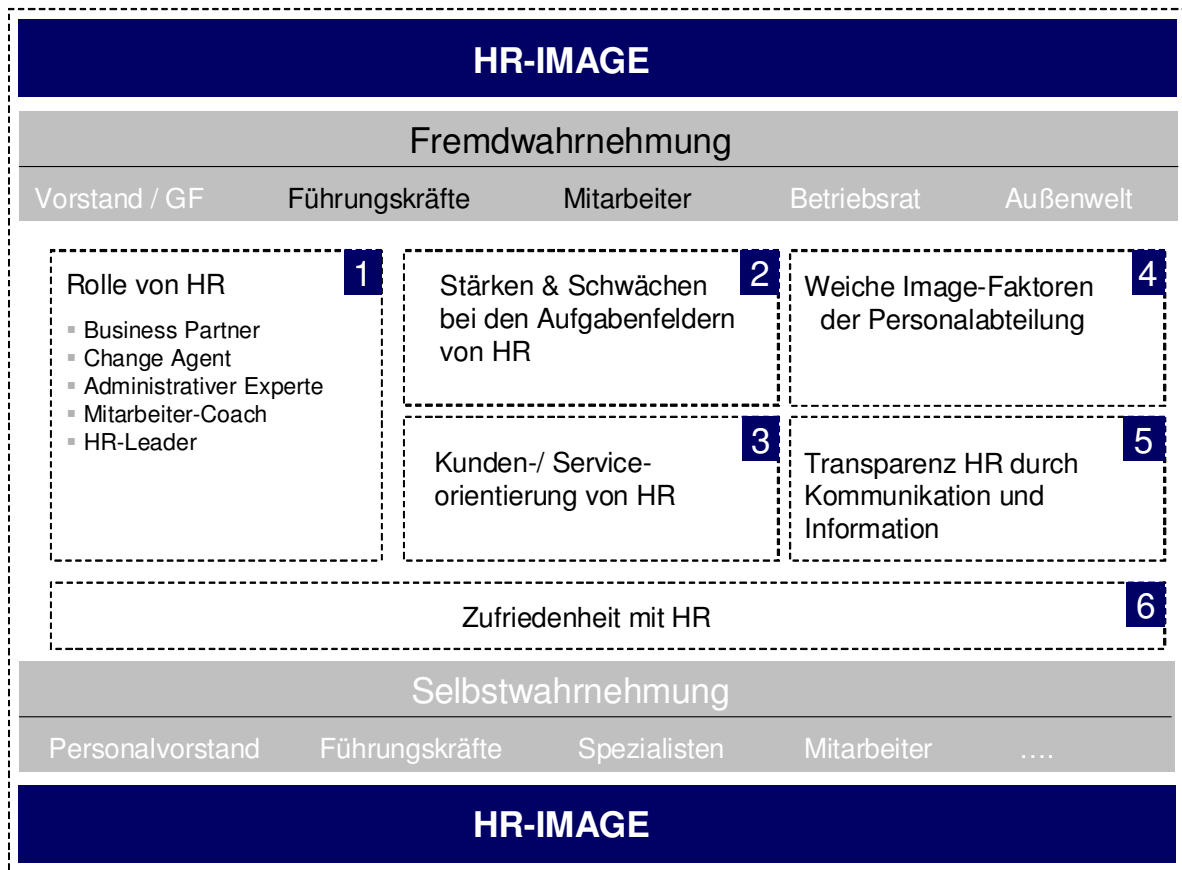 HR-IMAGE
Fremdwahrnehmung
Vorstand / GF Führungskräfte Mitarbeiter Betriebsrat Außenwelt
1
Rolle von HR
Business Partner
Change Agent
Administrativer Experte
Mitarbeiter-Coach
HR-Leader
2
Stärken & Schwächen
bei den Aufgabenfeldern
von HR
3
Kunden-/ Service-
orientierung von HR
4
Weiche Image-Faktoren
der Personalabteilung
5
Transparenz HR durch
Kommunikation und
Information
6
Zufriedenheit mit HR
Selbstwahrnehmung
Personalvorstand Führungskräfte Spezialisten Mitarbeiter ....
HR-IMAGE